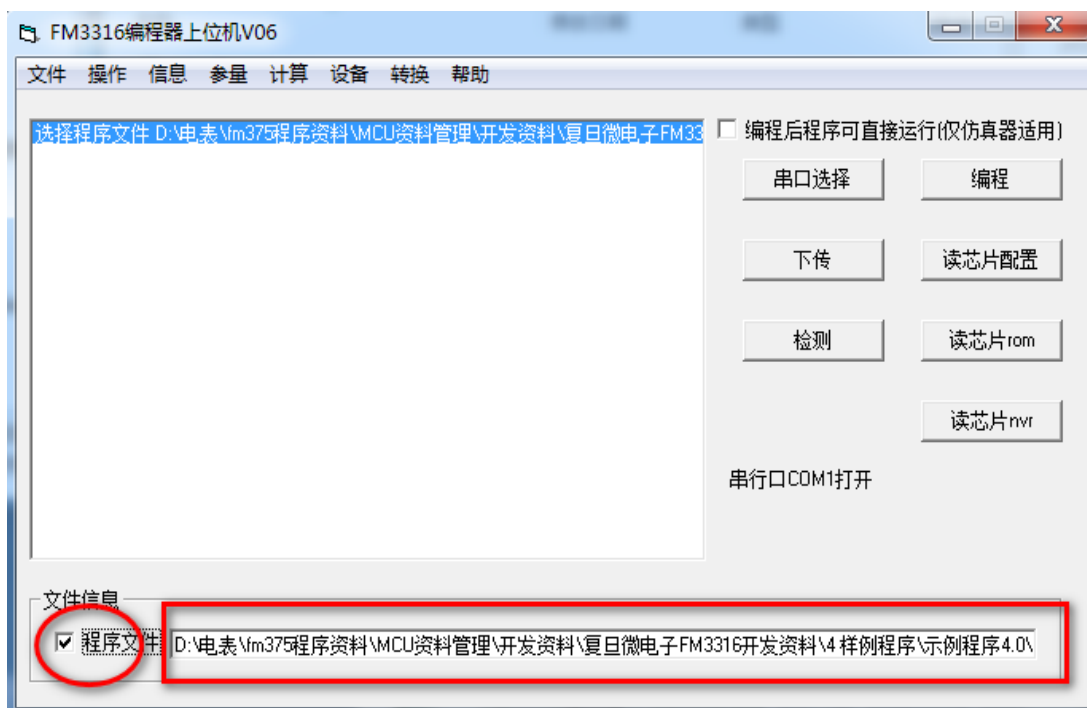 FM3316编程器上位机V06
文件 操作 信息 参量 计算 设备 转换 帮助
选择程序文件 D:\电表\fm375程序资料\MCU资料管理\开发资料\复旦微电子FM33
编程后程序可直接运行(仅仿真器适用)
串口选择 编程
下传 读芯片配置
检测 读芯片rom
读芯片nvr
串行口COM1打开
文件信息
程序文件 D:\电表\fm375程序资料\MCU资料管理\开发资料\复旦微电子FM3316开发资料\4 样例程序\示例程序4.0\